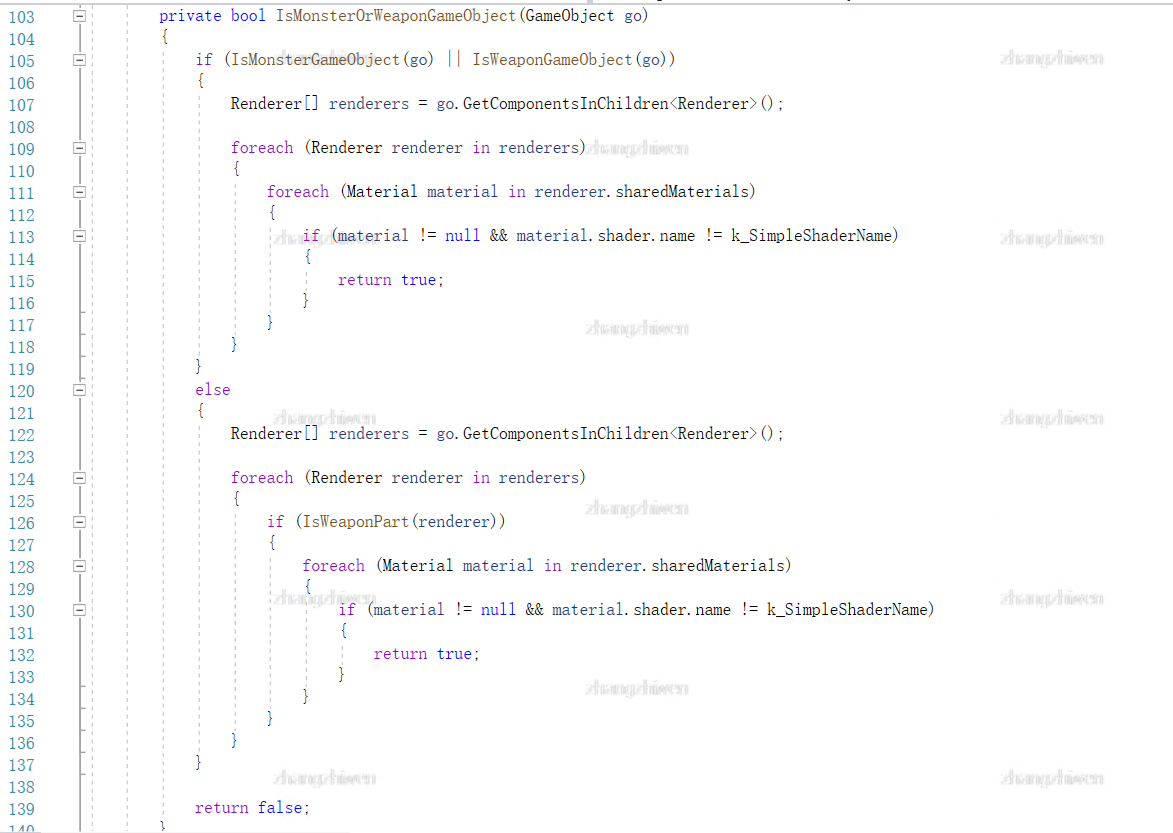 103 private bool IsMonsterOrWeaponGameObject(GameObject go)
104 {
105 if (IsMonsterGameObject(go) || IsWeaponGameObject(go))
106 {
107 Renderer[] renderers = go.GetComponentsInChildren<Renderer>();
108
109 foreach (Renderer renderer in renderers)
110 {
111 foreach (Material material in renderer.sharedMaterials)
112 {
113 if (material != null && material.shader.name != k_SimpleShaderName)
114 {
115 return true;
116 }
117 }
118 }
119 }
120 else
121 {
122 Renderer[] renderers = go.GetComponentsInChildren<Renderer>();
123
124 foreach (Renderer renderer in renderers)
125 {
126 if (IsWeaponPart(renderer))
127 {
128 foreach (Material material in renderer.sharedMaterials)
129 {
130 if (material != null && material.shader.name != k_SimpleShaderName)
131 {
132 return true;
133 }
134 }
135 }
136 }
137 }
138
139 return false;
140 }